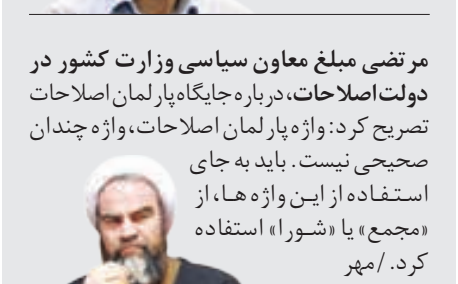 مرتضی مبلغ معاون سیاسی وزارت کشور در
دولت اصلاحات، درباره جایگاه پارلمان اصلاحات
تصریح کرد: واژه پارلمان اصلاحات، واژه چندان
صحیحی نیست. باید به جای
استفاده از این واژه ها، از
«مجمع» یا «شورا» استفاده
کرد. /مهر